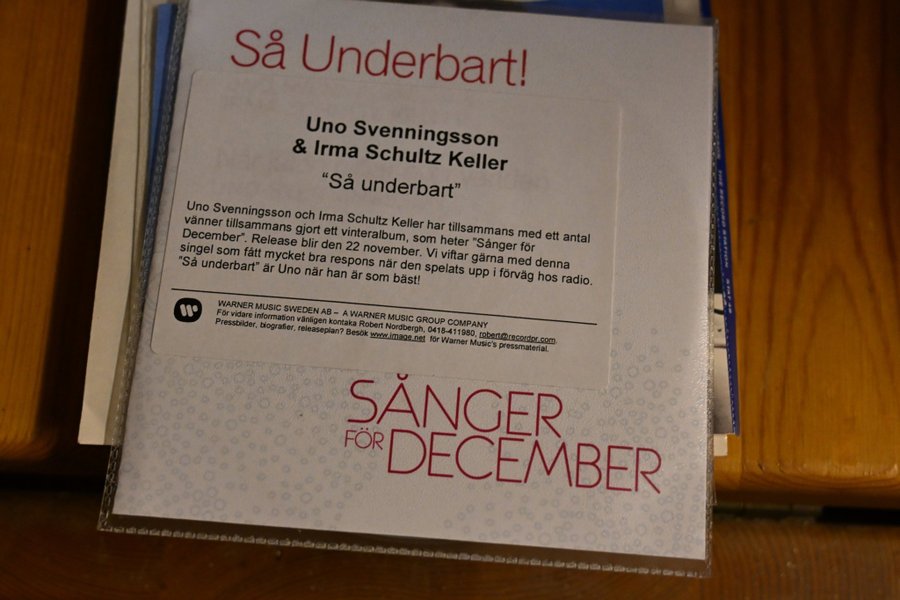 Så Underbart!
Uno Svenningsson
& Irma Schultz Keller
“Så underbart”
Uno Svenningsson och Irma Schultz Keller har tillsammans med ett antal
vänner tillsammans gjort ett vinteralbum, som heter ”Sånger för
December”. Release blir den 22 november. Vi viftar gärna med denna
singel som fått mycket bra respons när den spelats upp i förväg hos radio.
”Så underbart” är Uno när han är som bäst!
WARNER MUSIC SWEDEN AB – A WARNER MUSIC GROUP COMPANY
För vidare information vänligen kontaka Robert Nordbergh, 0418-411980, robert@recordpr.com.
Pressbilder, biografier, releaseplan? Besök www.image.net för Warner Music's pressmaterial.
SÅNGER
FÖR
DECEMBER
THE RECORD STATION